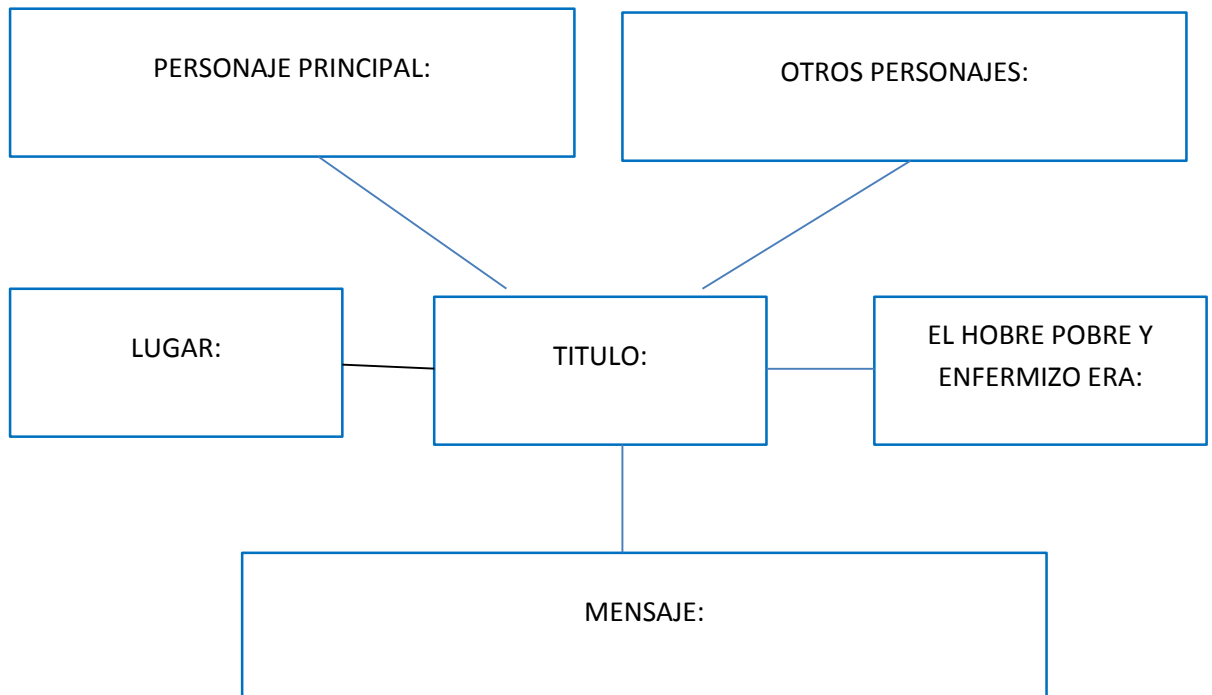 PERSONAJE PRINCIPAL:
OTROS PERSONAJES:
LUGAR:
TITULO:
EL HOBRE POBRE Y
ENFERMIZO ERA:
MENSAJE: